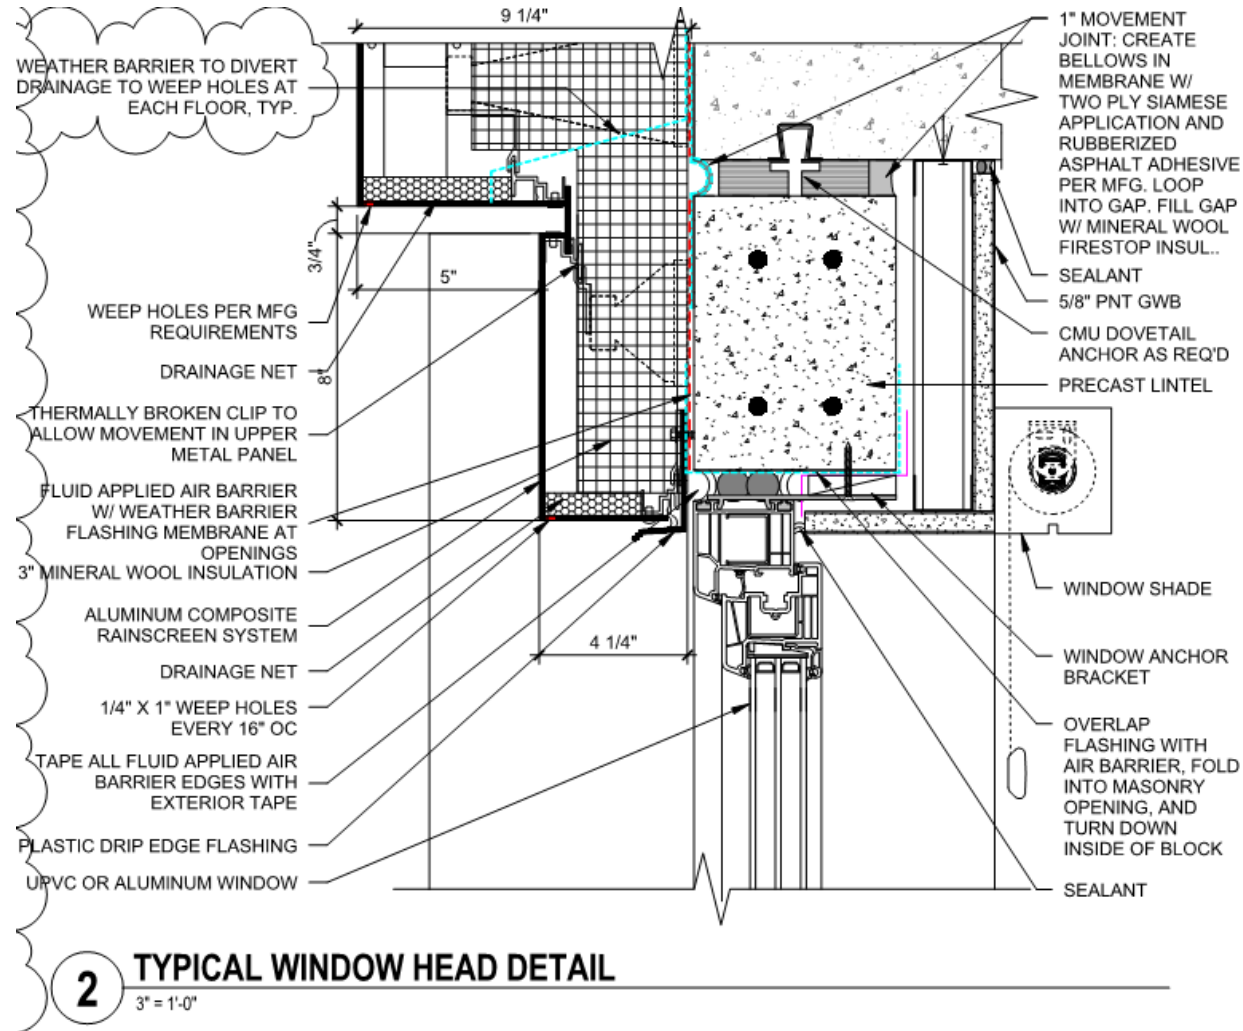 9 1/4"
WEATHER BARRIER TO DIVERT
DRAINAGE TO WEEP HOLES AT
EACH FLOOR, TYP.
3/4"
5"
WEEP HOLES PER MFG
REQUIREMENTS
DRAINAGE NET
8"
THERMALLY BROKEN CLIP TO
ALLOW MOVEMENT IN UPPER
METAL PANEL
FLUID APPLIED AIR BARRIER
W/ WEATHER BARRIER
FLASHING MEMBRANE AT
OPENINGS
3" MINERAL WOOL INSULATION
ALUMINUM COMPOSITE
RAINSCREEN SYSTEM
4 1/4"
DRAINAGE NET
1/4" X 1" WEEP HOLES
EVERY 16" OC
TAPE ALL FLUID APPLIED AIR
BARRIER EDGES WITH
EXTERIOR TAPE
PLASTIC DRIP EDGE FLASHING
UPVC OR ALUMINUM WINDOW
1" MOVEMENT
JOINT: CREATE
BELLOWS IN
MEMBRANE W/
TWO PLY SIAMESE
APPLICATION AND
RUBBERIZED
ASPHALT ADHESIVE
PER MFG. LOOP
INTO GAP. FILL GAP
W/ MINERAL WOOL
FIRESTOP INSUL..
SEALANT
5/8" PNT GWB
CMU DOVETAIL
ANCHOR AS REQ'D
PRECAST LINTEL
WINDOW SHADE
WINDOW ANCHOR
BRACKET
OVERLAP
FLASHING WITH
AIR BARRIER, FOLD
INTO MASONRY
OPENING, AND
TURN DOWN
INSIDE OF BLOCK
SEALANT
2
TYPICAL WINDOW HEAD DETAIL
3" = 1'-0"